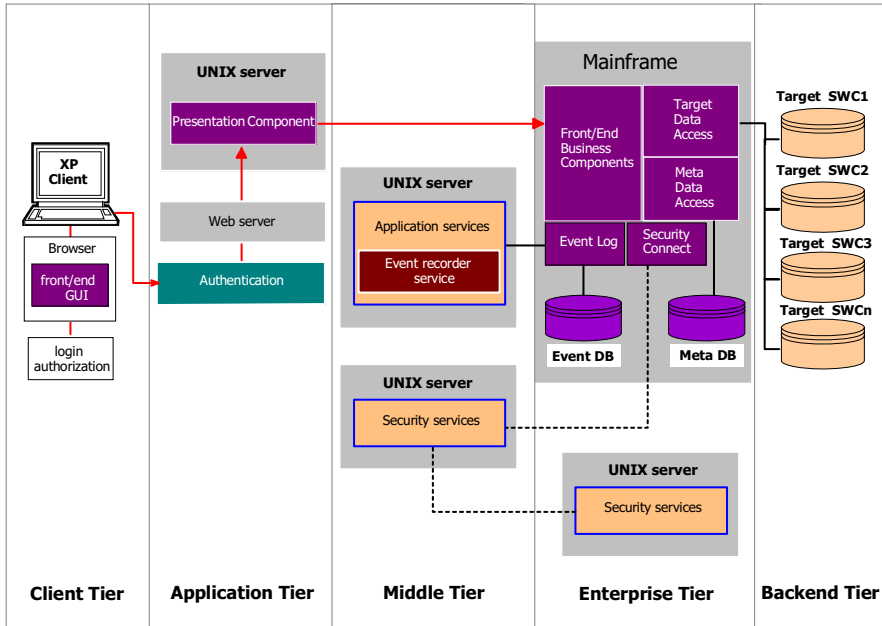 XP
Client
Browser
front/end
GUI
login
authorization
Client Tier
UNIX server
Presentation Component
Web server
Authentication
Application Tier
UNIX server
Application services
Event recorder
service
UNIX server
Security services
Middle Tier
Mainframe
Front/End
Business
Components
Target
Data
Access
Meta
Data
Access
Event Log
Security
Connect
Event DB
Meta DB
UNIX server
Security services
Enterprise Tier
Target SWC1
Target SWC2
Target SWC3
Target SWCn
Backend Tier